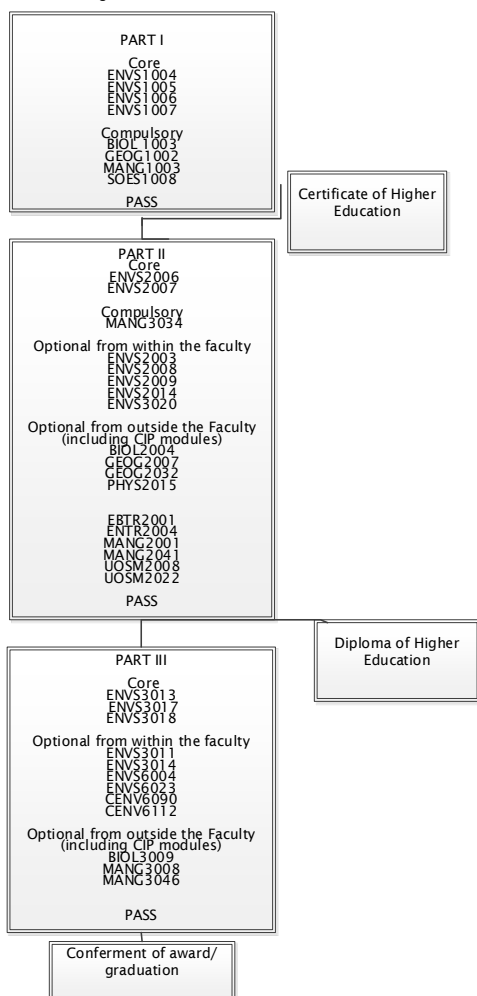 PART I
Core
ENVS1004
ENVS1005
ENVS1006
ENVS1007
Compulsory
BIOL 1003
GEOG1002
MANG1003
SOES1008
PASS
Certificate of Higher
Education
PART II
Core
ENVS2006
ENVS2007
Compulsory
MANG3034
Optional from within the faculty
ENVS2003
ENVS2008
ENVS2009
ENVS2014
ENVS3020
Optional from outside the Faculty
(including CIP modules)
BIOL2004
GEOG2007
GEOG2032
PHYS2015
EBTR2001
ENTR2004
MANG2001
MANG2041
UOSM2008
UOSM2022
PASS
Diploma of Higher
Education
PART III
Core
ENVS3013
ENVS3017
ENVS3018
Optional from within the faculty
ENVS3011
ENVS3014
ENVS6004
ENVS6023
CENV6090
CENV6112
Optional from outside the Faculty
(including CIP modules)
BIOL3009
MANG3008
MANG3046
PASS
Conferment of award/
graduation